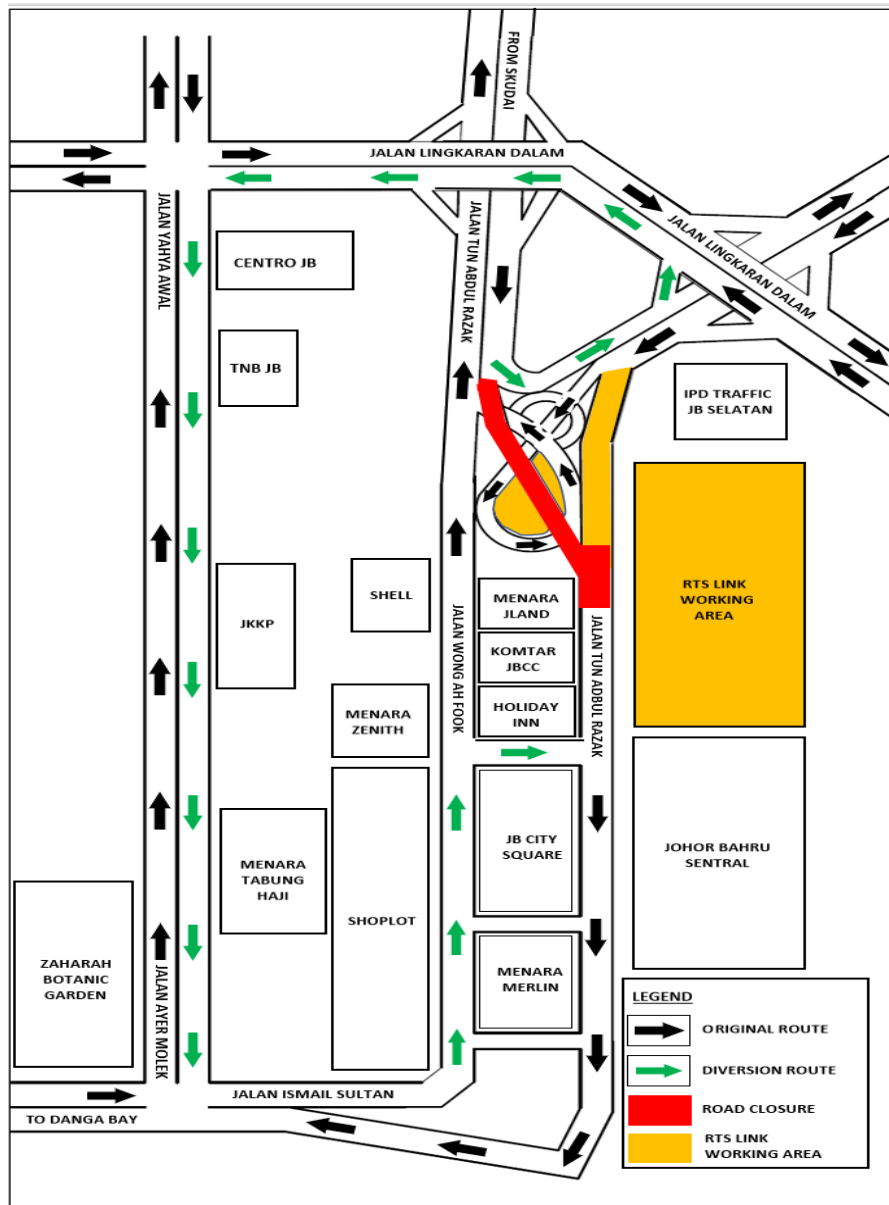 FROM SKUDAI
JALAN LINGKARAN DALAM
JALAN LINGKARAN DALAM
JALAN YAHYA AWAL
JALAN TUN ABDUL RAZAK
CENTRO JB
TNB JB
IPD TRAFFIC
JB SELATAN
RTS LINK
WORKING
AREA
SHELL
JKKP
MENARA
JLAND
KOMTAR
JBCC
HOLIDAY
INN
JALAN WONG AH FOOK
JALAN TUN ADBUL RAZAK
MENARA
ZENITH
MENARA
TABUNG
HAJI
SHOPLOT
JB CITY
SQUARE
JOHOR BAHRU
SENTRAL
MENARA
MERLIN
ZAHARAH
BOTANIC
GARDEN
JALAN AYER MOLEK
JALAN ISMAIL SULTAN
TO DANGA BAY
LEGEND
ORIGINAL ROUTE
DIVERSION ROUTE
ROAD CLOSURE
RTS LINK
WORKING AREA